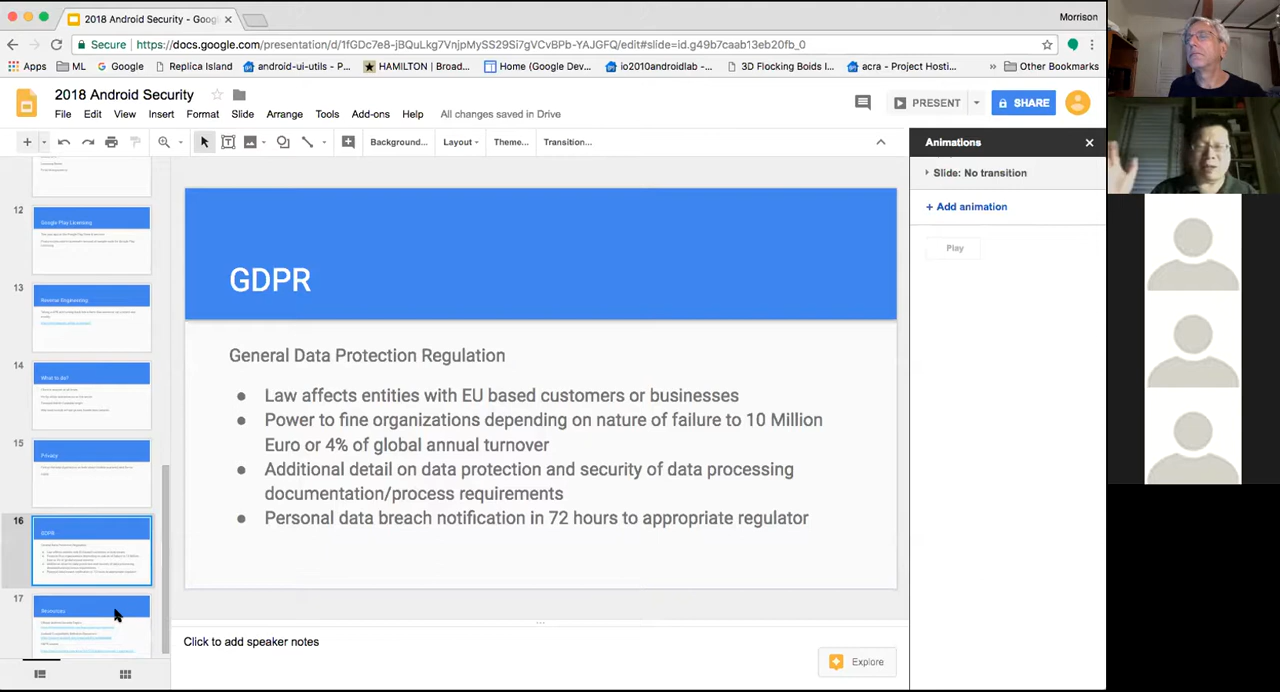 2018 Android Security - Goog
Morrison
Secure
https://docs.google.com/presentation/d/1fGDc7e8-jBQuLkg7VnjpMySS29Si7gVCvBPb-YAJGFQ/edit#slide=id.g49b7caab13eb20fb_0
Apps ML Google Replica Island android-ui-utils - P... HAMILTON | Broad... Home (Google Dev... io2010androidlab -... 3D Flocking Boids I... acra - Project Hosti... » Other Bookmarks
2018 Android Security
File Edit View Insert Format Slide Arrange Tools Add-ons Help All changes saved in Drive
PRESENT SHARE
Background... Layout Theme... Transition...
Animations
Slide: No transition
+ Add animation
Play
12
Google Play Licensing
13
Reverse Engineering
14
What to do?
15
Privacy
16
GDPR
17
Resources
GDPR
General Data Protection Regulation
● Law affects entities with EU based customers or businesses
● Power to fine organizations depending on nature of failure to 10 Million
Euro or 4% of global annual turnover
● Additional detail on data protection and security of data processing
documentation/process requirements
● Personal data breach notification in 72 hours to appropriate regulator
Click to add speaker notes
Explore